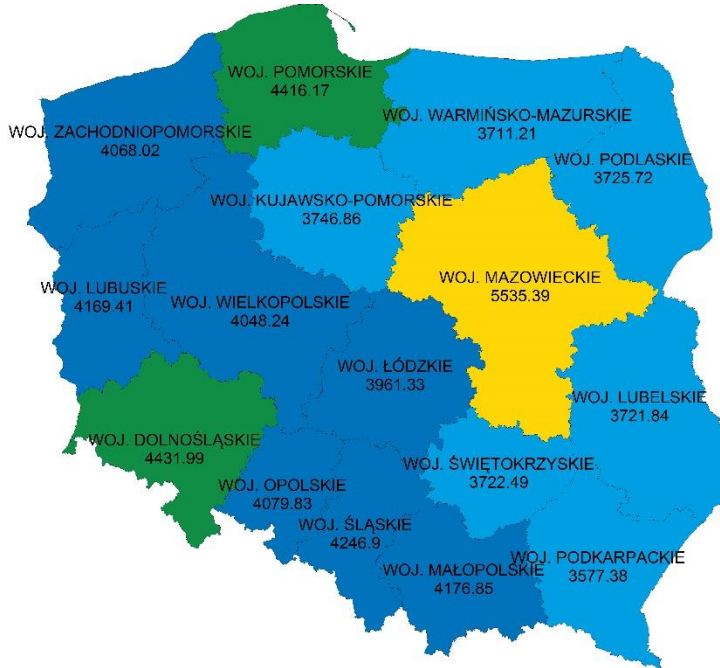 WOJ. POMORSKIE
4416.17
WOJ. WARMIŃSKO-MAZURSKIE
3711.21
WOJ. ZACHODNIOPOMORSKIE
4068.02
WOJ. PODLASKIE
3725.72
WOJ. KUJAWSKO-POMORSKIE
3746.86
WOJ. MAZOWIECKIE
5535.39
WOJ. LUBUSKIE
4169.41
WOJ. WIELKOPOLSKIE
4048.24
WOJ. ŁÓDZKIE
3961.33
WOJ. LUBELSKIE
3721.84
WOJ. DOLNOŚLĄSKIE
4431.99
WOJ. ŚWIĘTOKRZYSKIE
3722.49
WOJ. OPOLSKIE
4079.83
WOJ. ŚLĄSKIE
4246.9
WOJ. MAŁOPOLSKIE
4176.85
WOJ. PODKARPACKIE
3577.38